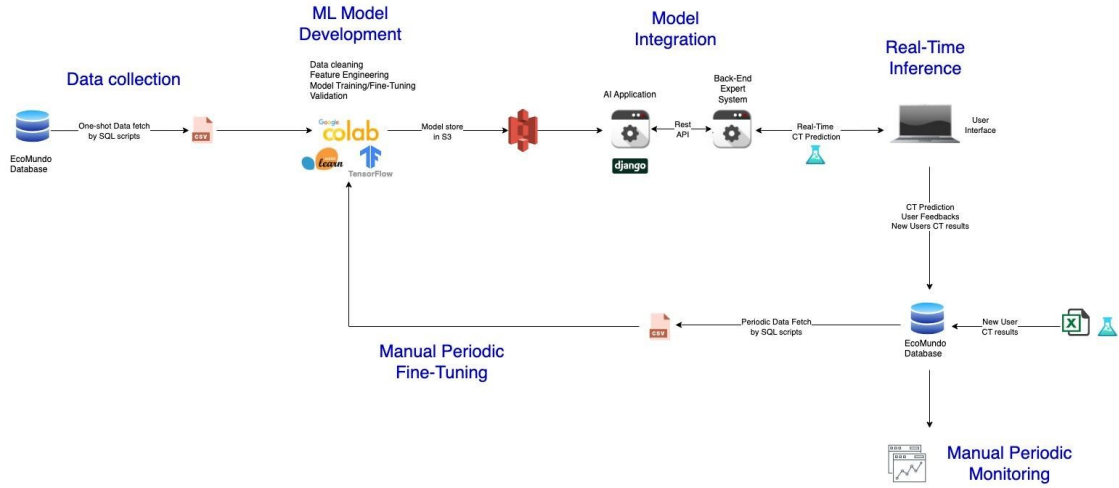 ML Model
Development
Model
Integration
Real-Time
Inference
Data collection
Data cleaning
Feature Engineering
Model Training/Fine-Tuning
Validation
One-shot Data fetch
by SQL scripts
CSV
EcoMundo
Database
Google
colab
learn
TensorFlow
Model store
in S3
AI Application
django
Rest
API
Back-End
Expert
System
Real-Time
CT Prediction
User
Interface
CT Prediction
User Feedbacks
New Users CT results
EcoMundo
Database
New User
CT results
X
Periodic Data Fetch
by SQL scripts
CSV
Manual Periodic
Fine-Tuning
Manual Periodic
Monitoring